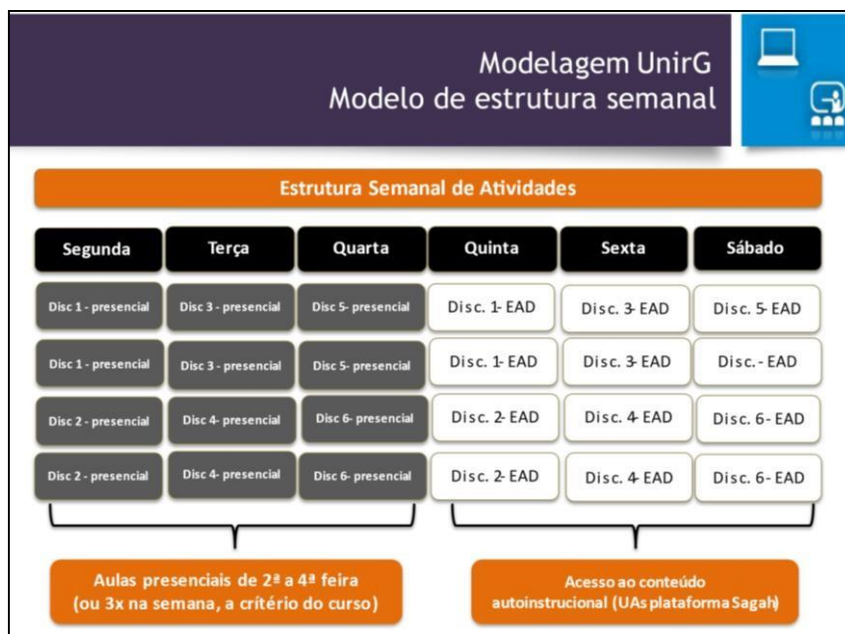 Modelagem UnirG
Modelo de estrutura semanal
Estrutura Semanal de Atividades
Segunda Terça Quarta Quinta Sexta Sábado
Disc 1 - presencial Disc 3 - presencial Disc 5- presencial Disc. 1- EAD Disc. 3- EAD Disc. 5- EAD
Disc 1 - presencial Disc 3 - presencial Disc 5- presencial Disc. 1- EAD Disc. 3- EAD Disc.- EAD
Disc 2 - presencial Disc 4- presencial Disc 6- presencial Disc. 2- EAD Disc. 4- EAD Disc. 6- EAD
Disc 2 - presencial Disc 4- presencial Disc 6- presencial Disc. 2- EAD Disc. 4- EAD Disc. 6- EAD
Aulas presenciais de 2ª a 4ª feira
(ou 3x na semana, a critério do curso)
Acesso ao conteúdo
autoinstrucional (UAs plataforma Sagah)